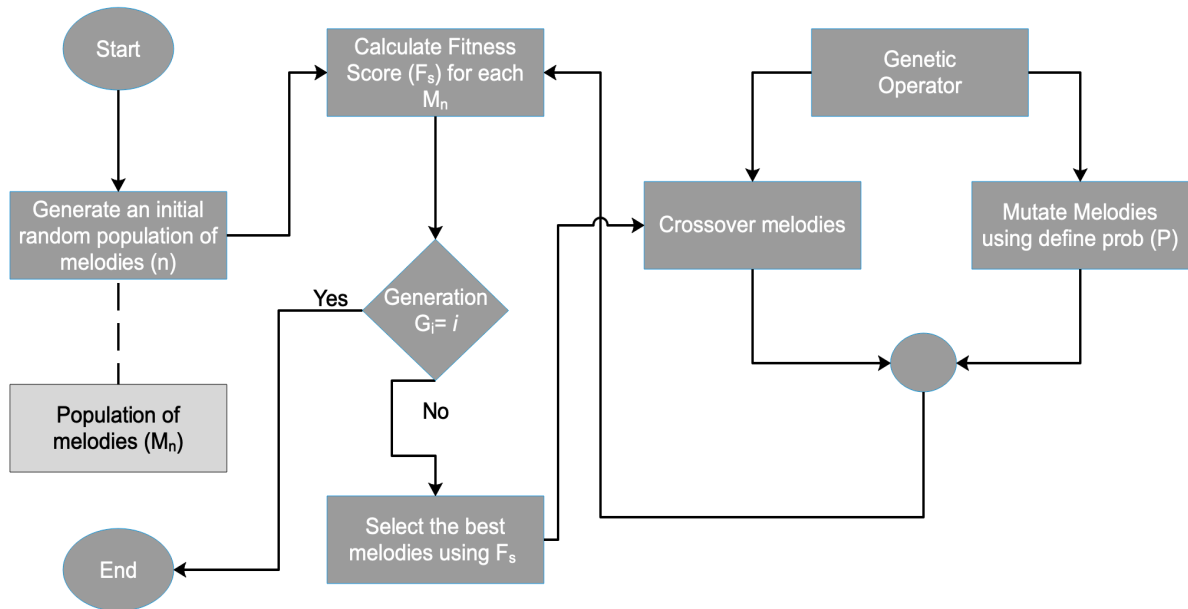 Start
Generate an initial
random population of
melodies (n)
Population of
melodies (Mₙ)
End
Calculate Fitness
Score (Fₛ) for each
Mₙ
Yes
Generation
Gᵢ= i
No
Select the best
melodies using Fₛ
Genetic
Operator
Crossover melodies
Mutate Melodies
using define prob (P)